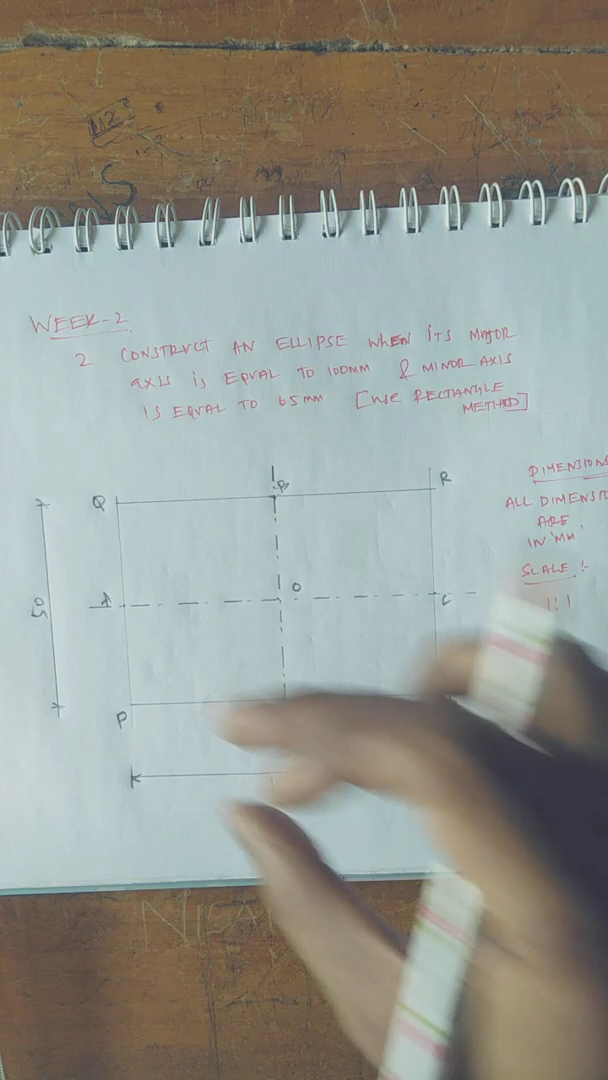 WEEK-2
2 CONSTRUCT AN ELLIPSE WHEN ITS MAJOR
AXIS IS EQUAL TO 100MM & MINOR AXIS
IS EQUAL TO 65MM [USE RECTANGLE
METHOD]
DIMENSIONS
ALL DIMENSIO
ARE
IN 'MM'
SCALE :-
1:1
Q
B
R
A
O
C
P